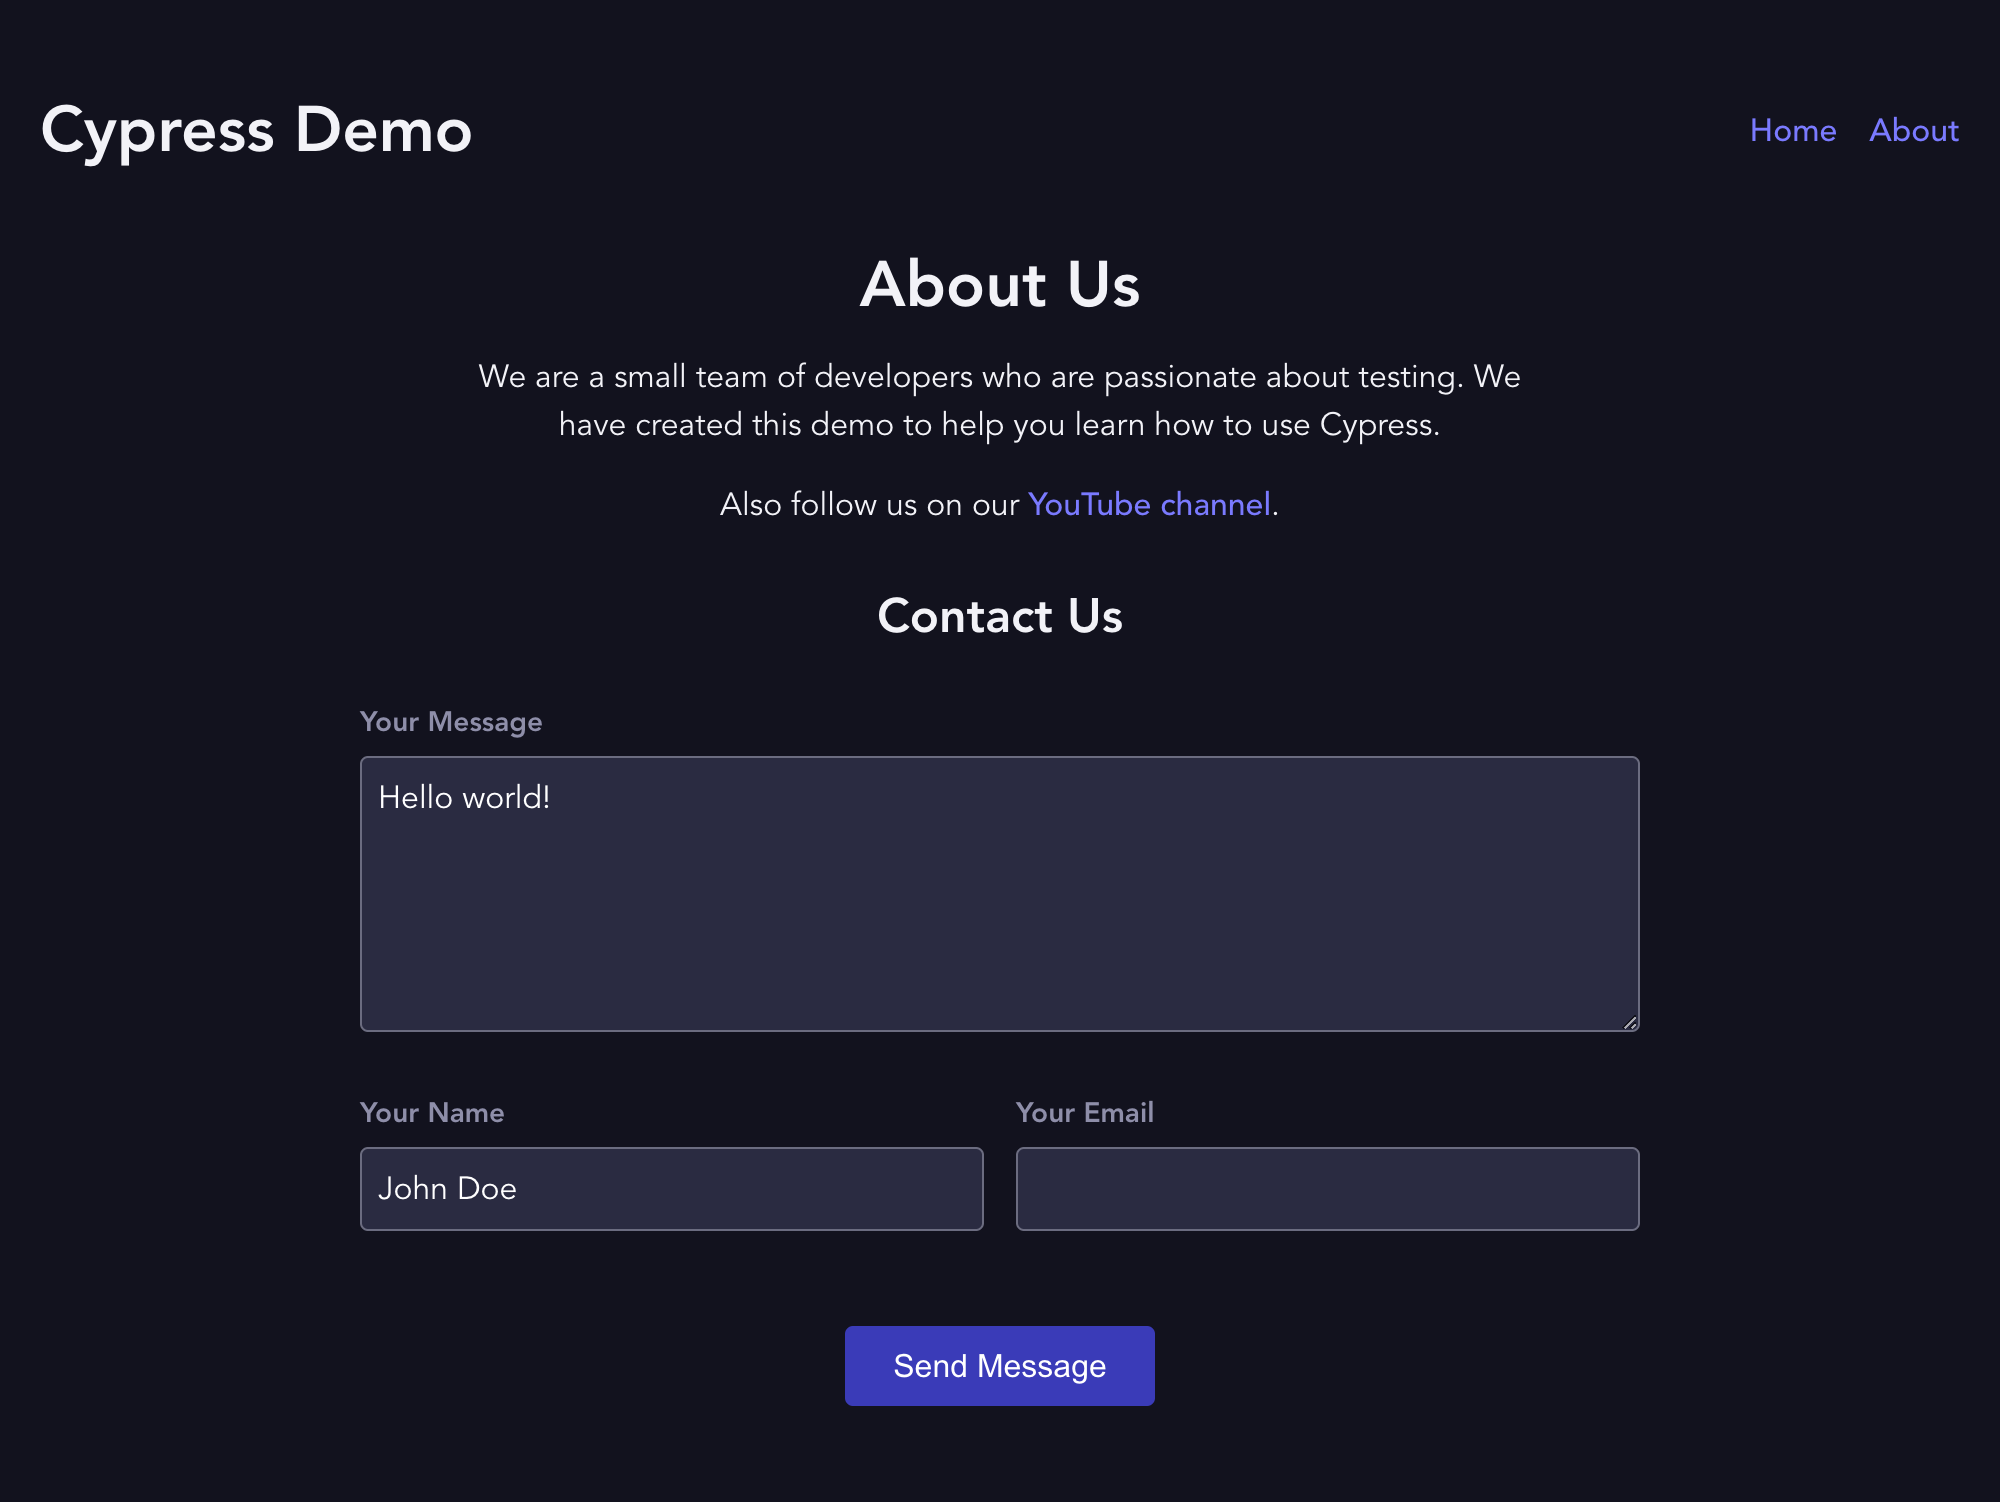 Cypress Demo
Home
About
About Us
We are a small team of developers who are passionate about testing. We
have created this demo to help you learn how to use Cypress.
Also follow us on our YouTube channel.
Contact Us
Your Message
Hello world!
Your Name
Your Email
John Doe
Send Message